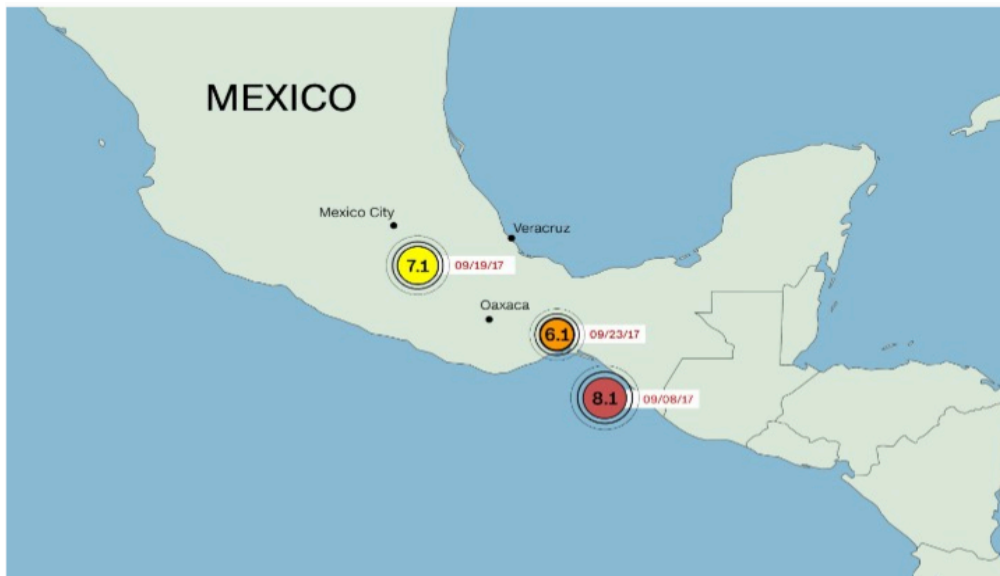 MEXICO
Mexico City
Veracruz
7.1 09/19/17
Oaxaca
6.1 09/23/17
8.1 09/08/17